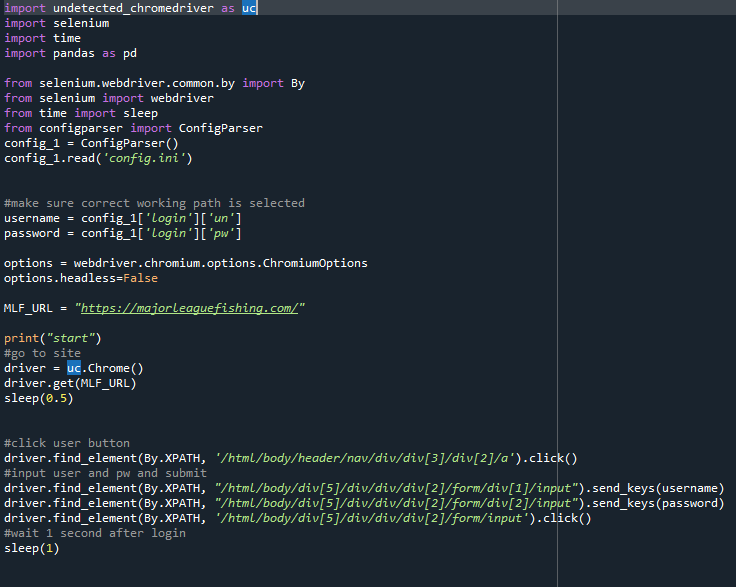 import undetected_chromedriver as uc
import selenium
import time
import pandas as pd
from selenium.webdriver.common.by import By
from selenium import webdriver
from time import sleep
from configparser import ConfigParser
config_1 = ConfigParser()
config_1.read('config.ini')
#make sure correct working path is selected
username = config_1['login']['un']
password = config_1['login']['pw']
options = webdriver.chromium.options.ChromiumOptions
options.headless=False
MLF_URL = "https://majorleaguefishing.com/"
print("start")
#go to site
driver = uc.Chrome()
driver.get(MLF_URL)
sleep(0.5)
#click user button
driver.find_element(By.XPATH, '/html/body/header/nav/div/div[3]/div[2]/a').click()
#input user and pw and submit
driver.find_element(By.XPATH, "/html/body/div[5]/div/div/div[2]/form/div[1]/input").send_keys(username)
driver.find_element(By.XPATH, "/html/body/div[5]/div/div/div[2]/form/div[2]/input").send_keys(password)
driver.find_element(By.XPATH, '/html/body/div[5]/div/div/div[2]/form/input').click()
#wait 1 second after login
sleep(1)